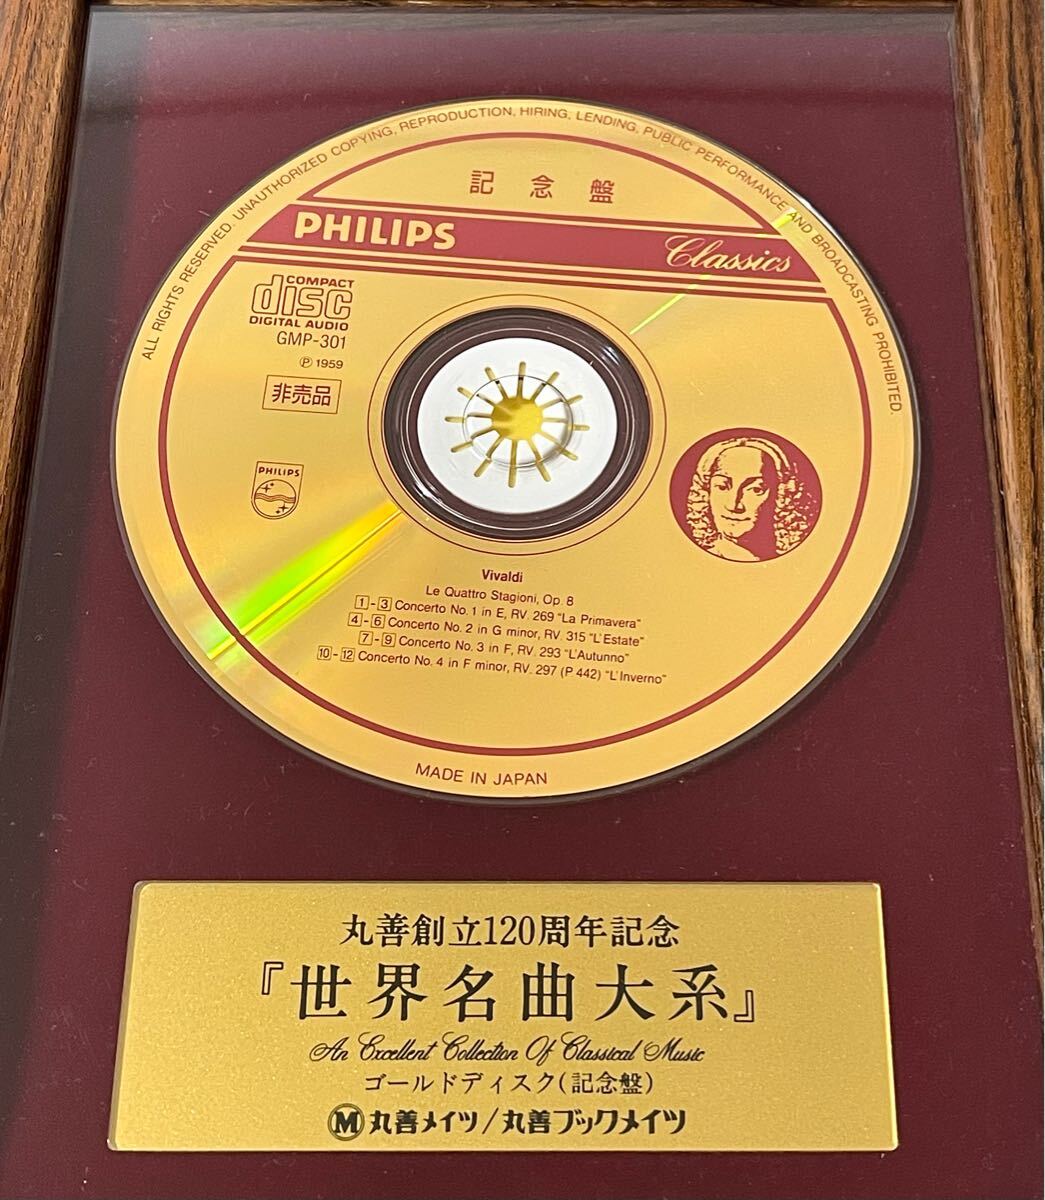 ALL RIGHTS RESERVED. UNAUTHORIZED COPYING, REPRODUCTION, HIRING, LENDING, PUBLIC PERFORMANCE AND BROADCASTING PROHIBITED.
記念盤
PHILIPS Classics
COMPACT
disc
DIGITAL AUDIO
GMP-301
Ⓟ 1959
非売品
PHILIPS
Vivaldi
Le Quattro Stagioni, Op. 8
1-3 Concerto No. 1 in E, RV. 269 "La Primavera"
4-6 Concerto No. 2 in G minor, RV. 315 "L'Estate"
7-9 Concerto No. 3 in F, RV. 293 "L'Autunno"
10-12 Concerto No. 4 in F minor, RV. 297 (P 442) "L'Inverno"
MADE IN JAPAN
丸善創立120周年記念
『世界名曲大系』
An Excellent Collection Of Classical Music
ゴールドディスク(記念盤)
M 丸善メイツ/丸善ブックメイツ